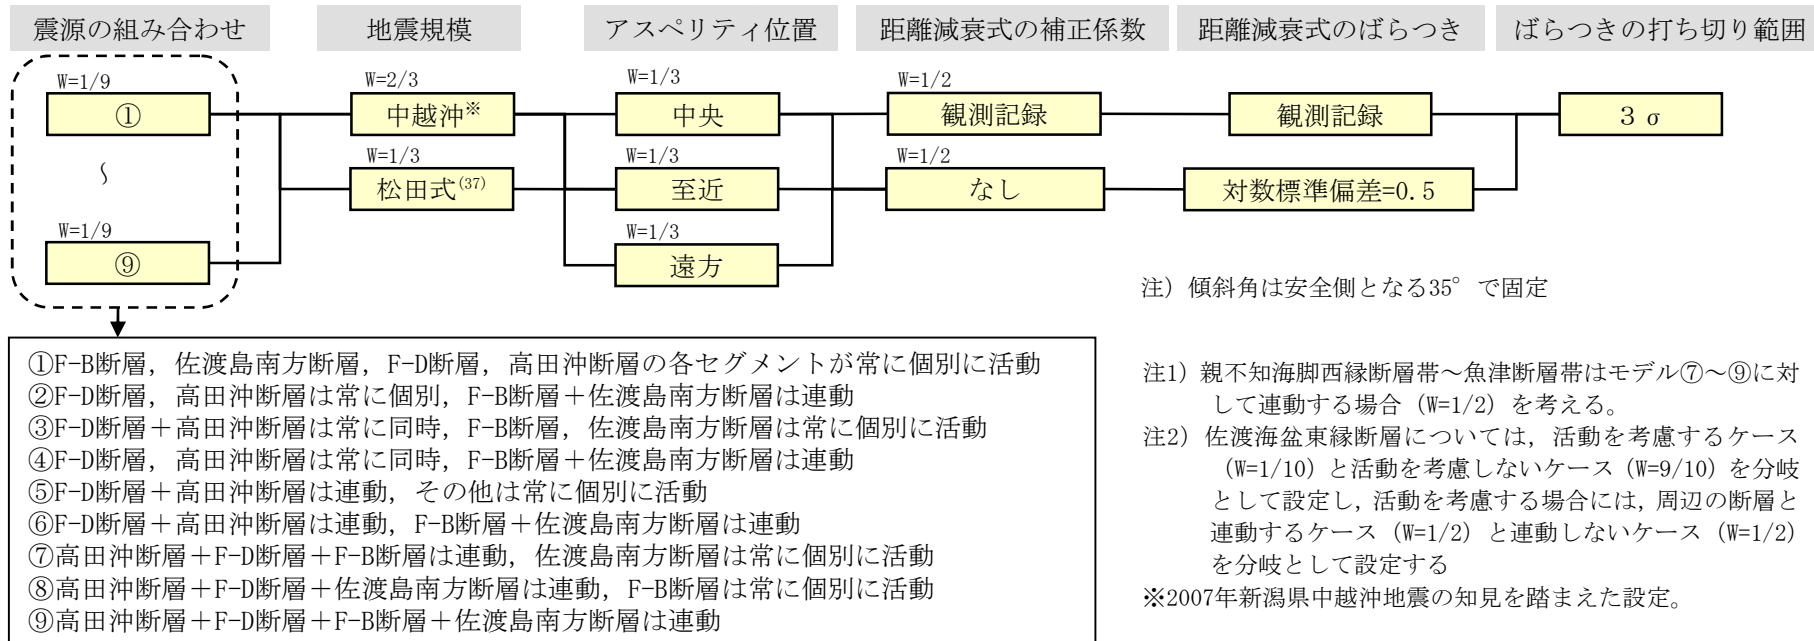 震源の組み合わせ
地震規模
アスペリティ位置
距離減衰式の補正係数
距離減衰式のばらつき
ばらつきの打ち切り範囲
W=1/9
①
～
W=1/9
⑨
W=2/3
中越沖※
W=1/3
松田式(37)
W=1/3
中央
W=1/3
至近
W=1/3
遠方
W=1/2
観測記録
W=1/2
なし
観測記録
対数標準偏差=0.5
3σ
注）傾斜角は安全側となる35°で固定
①F-B断層，佐渡島南方断層，F-D断層，高田沖断層の各セグメントが常に個別に活動
②F-D断層，高田沖断層は常に個別，F-B断層＋佐渡島南方断層は連動
③F-D断層＋高田沖断層は常に同時，F-B断層，佐渡島南方断層は常に個別に活動
④F-D断層，高田沖断層は常に同時，F-B断層＋佐渡島南方断層は連動
⑤F-D断層＋高田沖断層は連動，その他は常に個別に活動
⑥F-D断層＋高田沖断層は連動，F-B断層＋佐渡島南方断層は連動
⑦高田沖断層＋F-D断層＋F-B断層は連動，佐渡島南方断層は常に個別に活動
⑧高田沖断層＋F-D断層＋佐渡島南方断層は連動，F-B断層は常に個別に活動
⑨高田沖断層＋F-D断層＋F-B断層＋佐渡島南方断層は連動
注1）親不知海脚西縁断層帯～魚津断層帯はモデル⑦～⑨に対
して連動する場合（W=1/2）を考える。
注2）佐渡海盆東縁断層については，活動を考慮するケース
（W=1/10）と活動を考慮しないケース（W=9/10）を分岐
として設定し，活動を考慮する場合には，周辺の断層と
連動するケース（W=1/2）と連動しないケース（W=1/2）
を分岐として設定する
※2007年新潟県中越沖地震の知見を踏まえた設定。